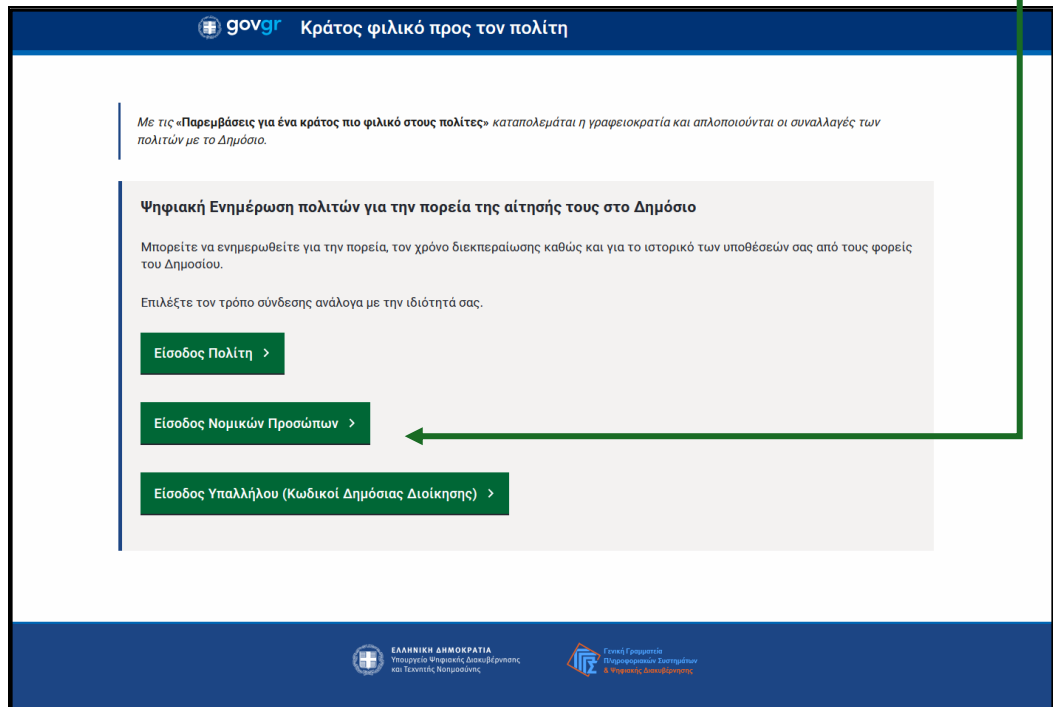 govgr Κράτος φιλικό προς τον πολίτη
Με τις «Παρεμβάσεις για ένα κράτος πιο φιλικό στους πολίτες» καταπολεμάται η γραφειοκρατία και απλοποιούνται οι συναλλαγές των
πολιτών με το Δημόσιο.
Ψηφιακή Ενημέρωση πολιτών για την πορεία της αίτησής τους στο Δημόσιο
Μπορείτε να ενημερωθείτε για την πορεία, τον χρόνο διεκπεραίωσης καθώς και για το ιστορικό των υποθέσεών σας από τους φορείς
του Δημοσίου.
Επιλέξτε τον τρόπο σύνδεσης ανάλογα με την ιδιότητά σας.
Είσοδος Πολίτη
Είσοδος Νομικών Προσώπων
Είσοδος Υπαλλήλου (Κωδικοί Δημόσιας Διοίκησης)
ΕΛΛΗΝΙΚΗ ΔΗΜΟΚΡΑΤΙΑ
Υπουργείο Ψηφιακής Διακυβέρνησης
και Τεχνητής Νοημοσύνης
Γενική Γραμματεία
Πληροφοριακών Συστημάτων
& Ψηφιακής Διακυβέρνησης